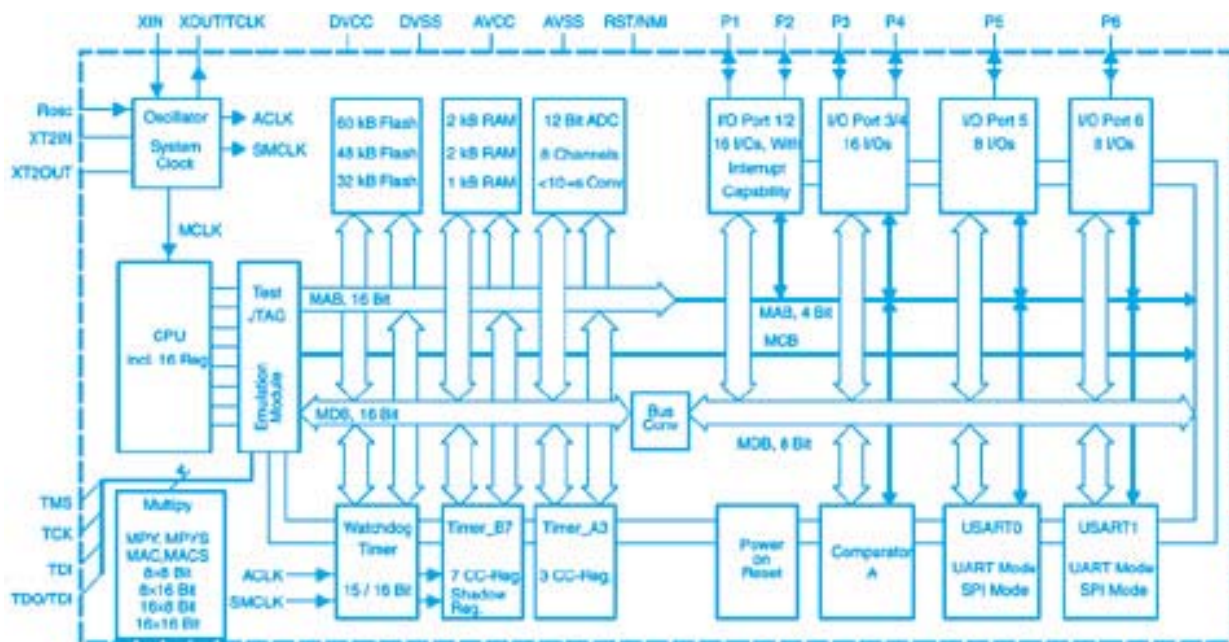 XIN
XOUT/TCLK
DVCC
DVSS
AVCC
AVSS
RST/NMI
P1
P2
P3
P4
P5
P6
Rosc
XT2IN
XT2OUT
Oscillator
System
Clock
ACLK
SMCLK
60 kB Flash
48 kB Flash
32 kB Flash
2 kB RAM
2 kB RAM
1 kB RAM
12 Bit ADC
8 Channels
Conv
I/O Port 1/2
16 I/Os, With
Interrupt
Capability
I/O Port 3/4
16 I/Os
I/O Port 5
8 I/Os
I/O Port 6
8 I/Os
MCLK
CPU
Incl. 16 Reg
Test
JTAG
Emulation
Module
MAB, 16 Bit
MAB, 4 Bit
MCB
MDB, 16 Bit
Bus
Conv
MDB, 8 Bit
TMS
TCK
TDI
TDO/TDI
Multipy
MPY, MPYS
MAC,MACS
8×8 Bit
8×16 Bit
16×8 Bit
16×16 Bit
ACLK
SMCLK
Watchdog
Timer
15 / 16 Bit
Timer_B7
7 CC-Reg.
Shadow
Reg.
Timer_A3
3 CC-Reg.
Power
on
Reset
Comparator
A
USART0
UART Mode
SPI Mode
USART1
UART Mode
SPI Mode